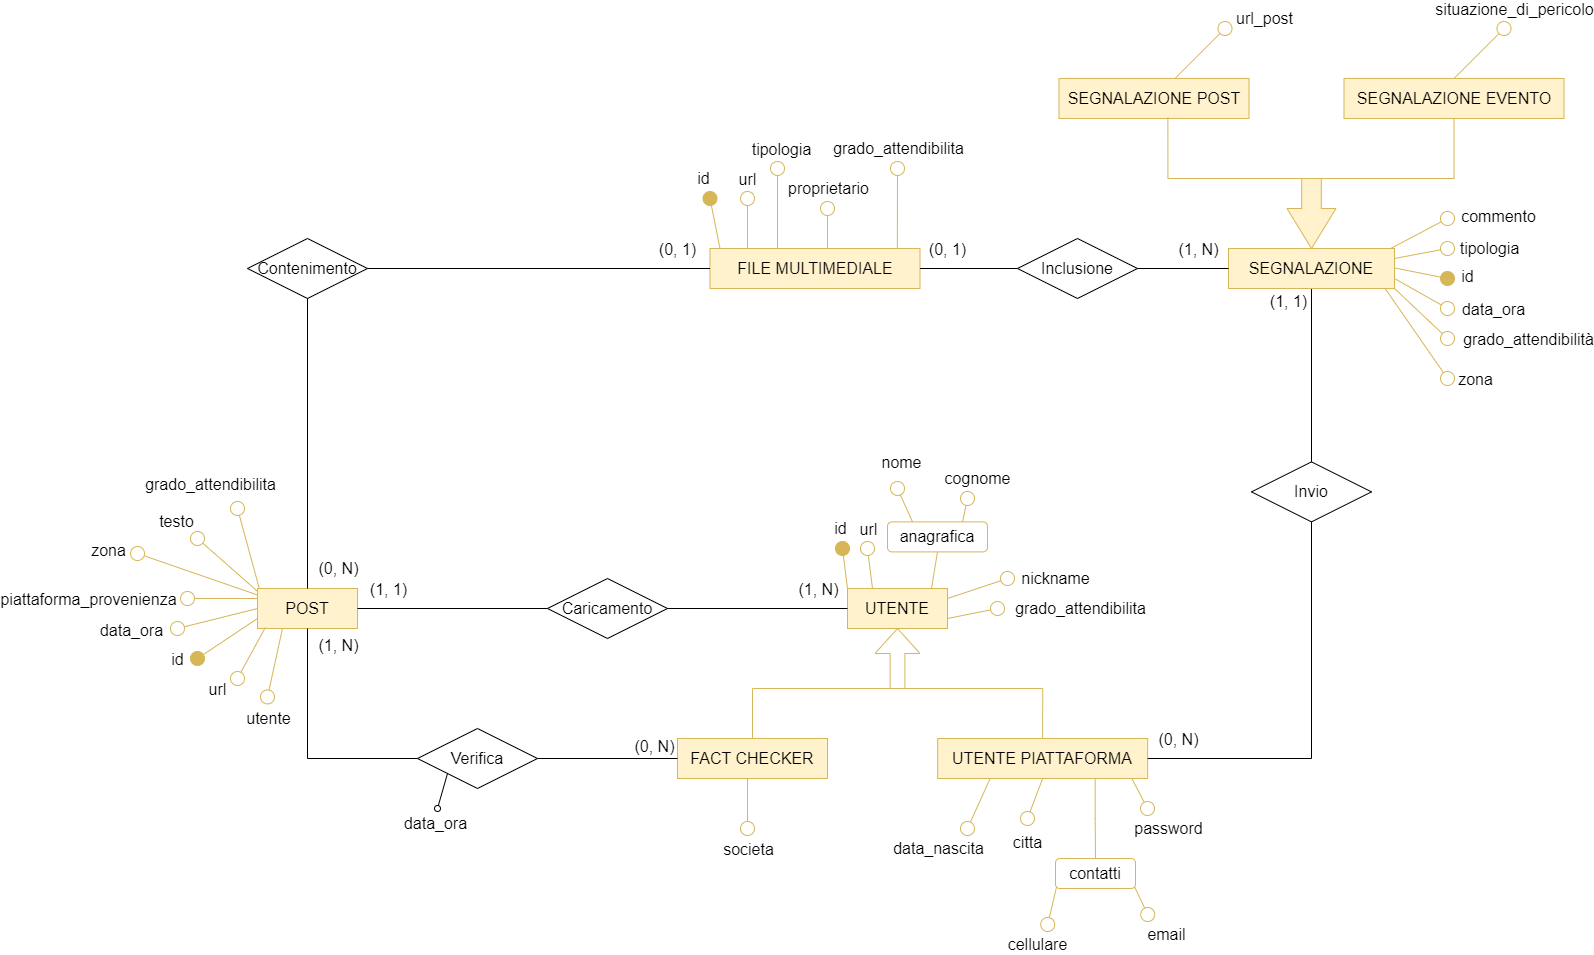 situazione_di_pericolo
url_post
SEGNALAZIONE POST
SEGNALAZIONE EVENTO
tipologia
grado_attendibilita
id
url
proprietario
commento
tipologia
id
data_ora
grado_attendibilità
zona
Contenimento
(0, 1)
FILE MULTIMEDIALE
(0, 1)
Inclusione
(1, N)
SEGNALAZIONE
(1, 1)
nome
cognome
id
url
anagrafica
Invio
grado_attendibilita
testo
zona
piattaforma_provenienza
data_ora
id
url
utente
(0, N)
POST
(1, 1)
(1, N)
Caricamento
(1, N)
UTENTE
nickname
grado_attendibilita
Verifica
data_ora
(0, N)
FACT CHECKER
societa
UTENTE PIATTAFORMA
(0, N)
data_nascita
citta
password
contatti
cellulare
email